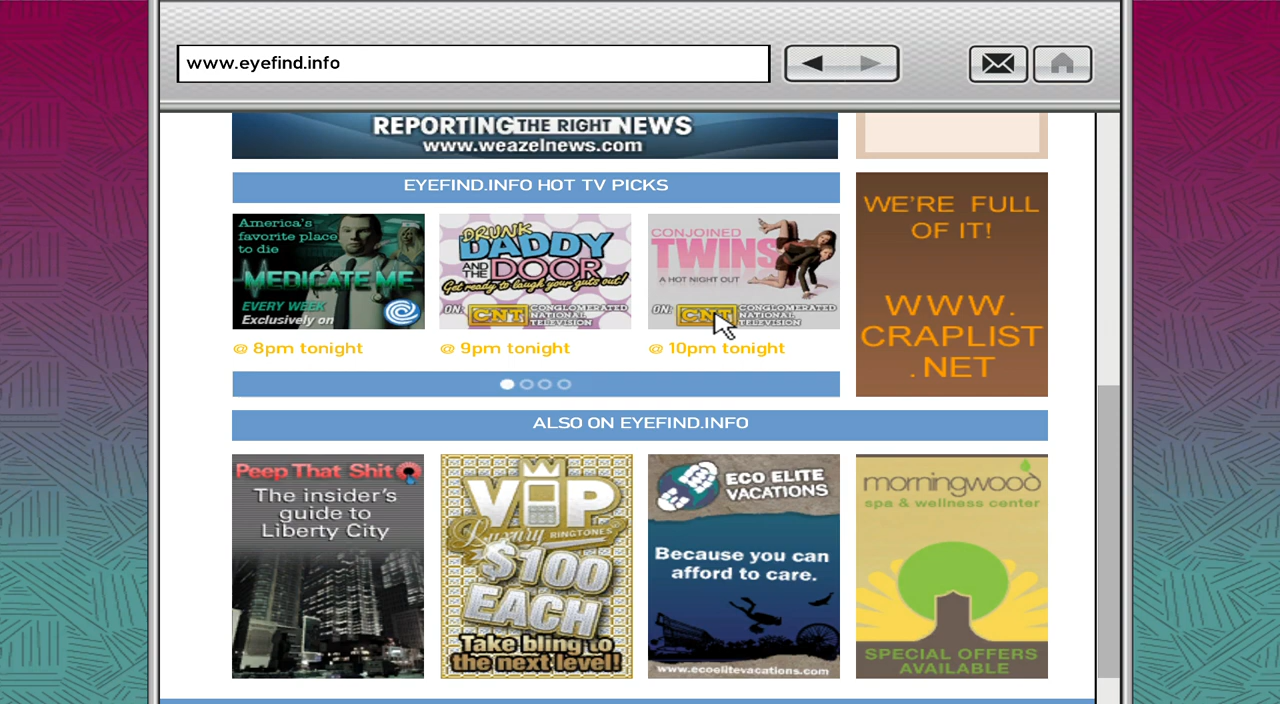 www.eyefind.info
REPORTING THE RIGHT NEWS
www.weazelnews.com
EYEFIND.INFO HOT TV PICKS
America's
favorite place
to die
MEDICATE ME
EVERY WEEK
Exclusively on
@ 8pm tonight
DRUNK
DADDY
AND THE DOOR
Get ready to laugh your guts out!
ON: CNT CONGLOMERATED
NATIONAL
TELEVISION
@ 9pm tonight
CONJOINED
TWINS
A HOT NIGHT OUT
ON: CNT CONGLOMERATED
NATIONAL
TELEVISION
@ 10pm tonight
WE'RE FULL
OF IT!
WWW.
CRAPLIST
.NET
ALSO ON EYEFIND.INFO
Peep That Shit
The insider's
guide to
Liberty City
VIP
Luxury RINGTONES
$100
EACH
Take bling to
the next level!
ECO ELITE
VACATIONS
Because you can
afford to care.
www.ecoelitevacations.com
morningwood
spa & wellness center
SPECIAL OFFERS
AVAILABLE